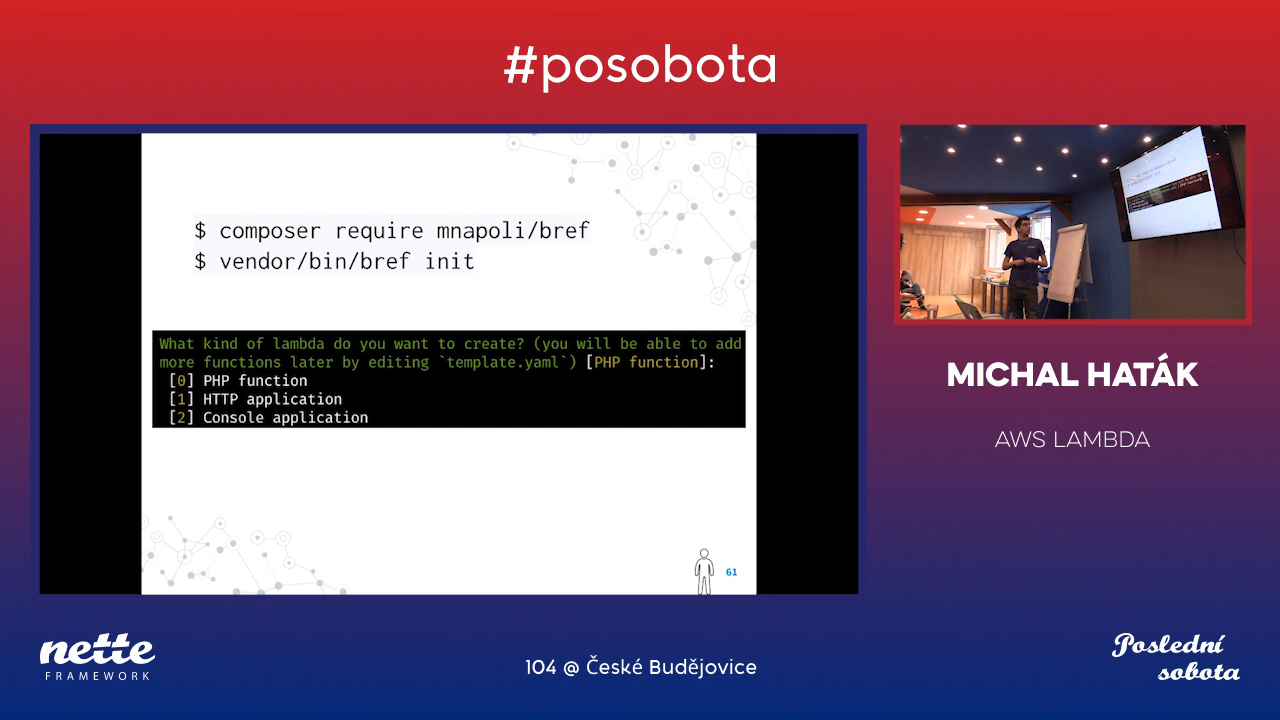 #posobota
$ composer require mnapoli/bref
$ vendor/bin/bref init
What kind of lambda do you want to create? (you will be able to add
more functions later by editing `template.yaml`) [PHP function]:
[0] PHP function
[1] HTTP application
[2] Console application
61
MICHAL HATÁK
AWS LAMBDA
nette
FRAMEWORK
104 @ České Budějovice
Poslední
sobota